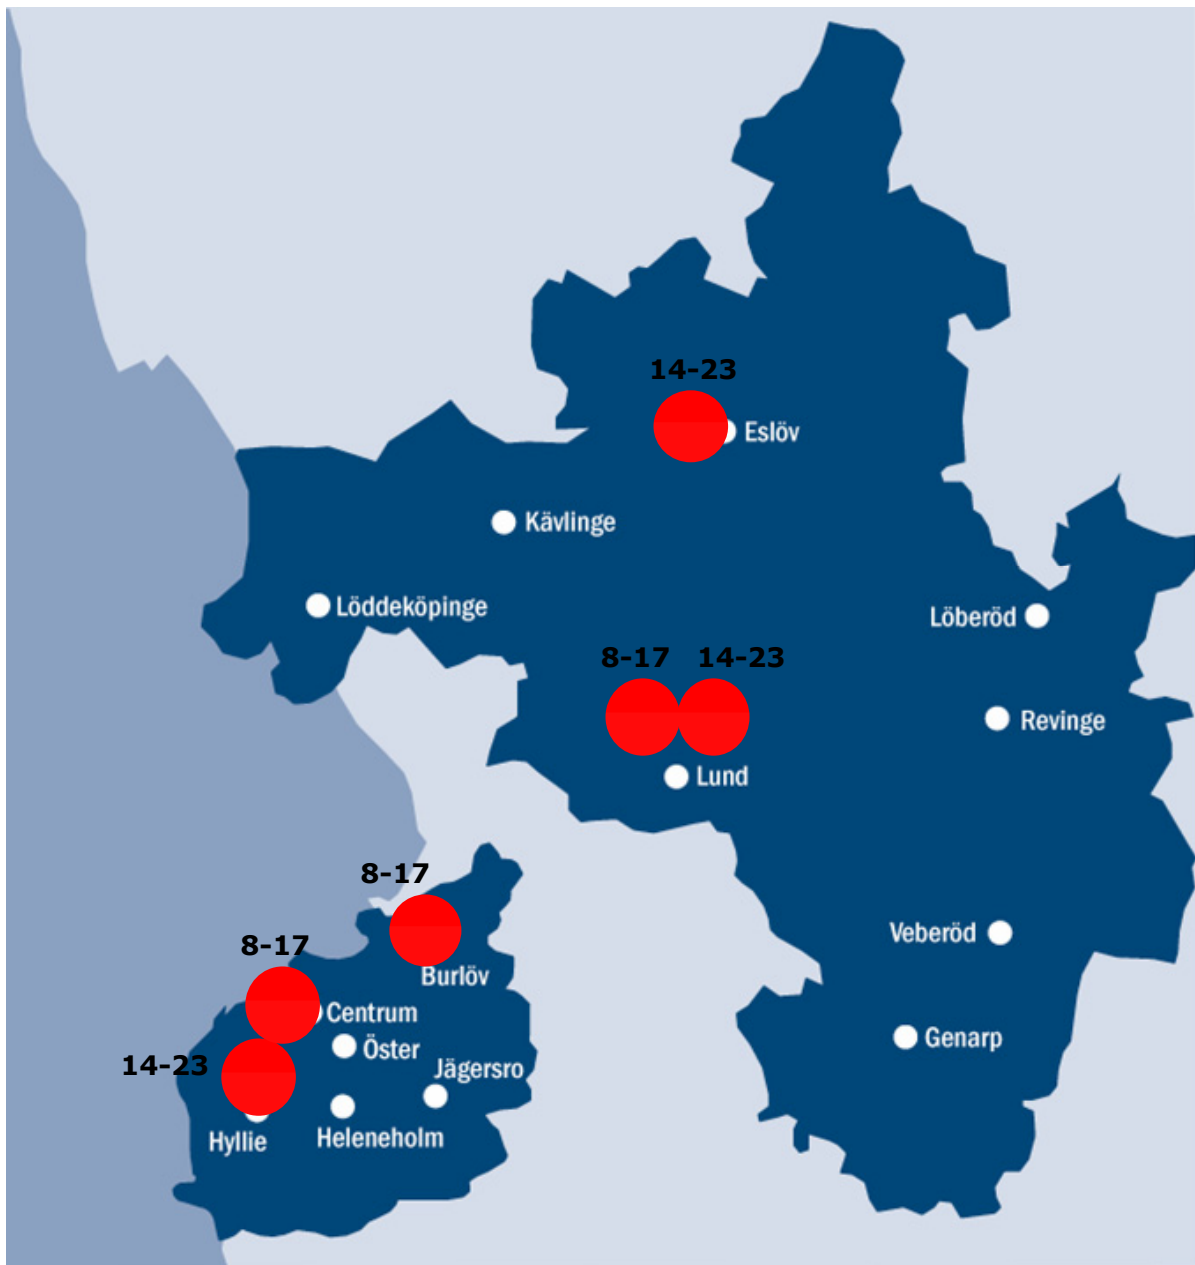 14-23
Eslöv
Kävlinge
Löddeköpinge
Löberöd
8-17
14-23
Revinge
Lund
8-17
Burlöv
8-17
Centrum
Öster
14-23
Jägersro
Hyllie
Heleneholm
Veberöd
Genarp